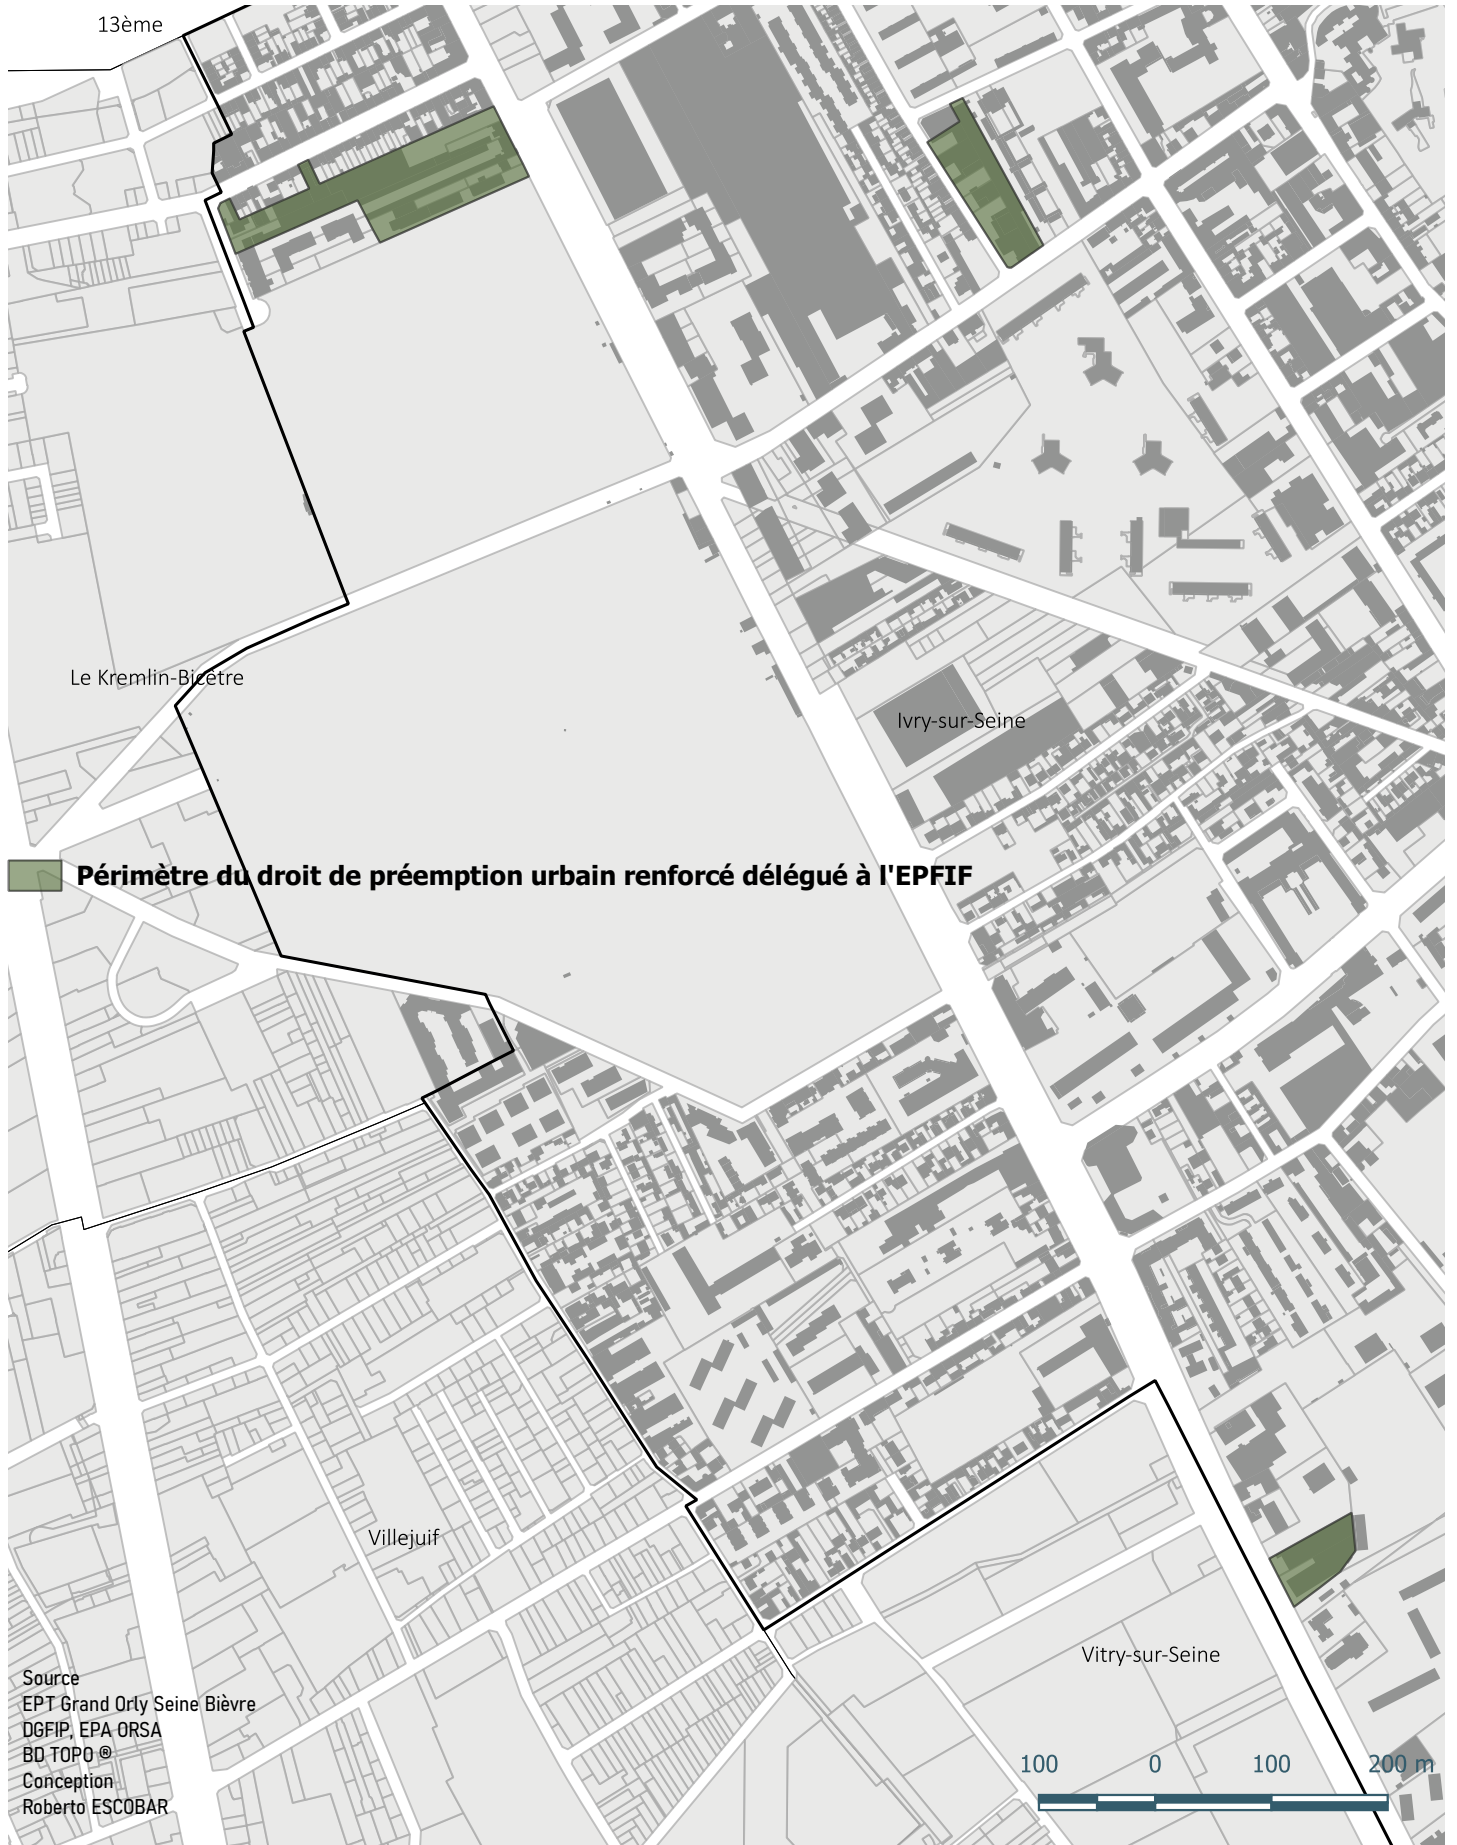 13ème
Le Kremlin-Bicètre
Ivry-sur-Seine
Périmètre du droit de préemption urbain renforcé délégué à l'EPFIF
Villejuif
Vitry-sur-Seine
Source
EPT Grand Orly Seine Bièvre
DGFIP, EPA ORSA
BD TOPO ®
Conception
Roberto ESCOBAR
100 0 100 200 m